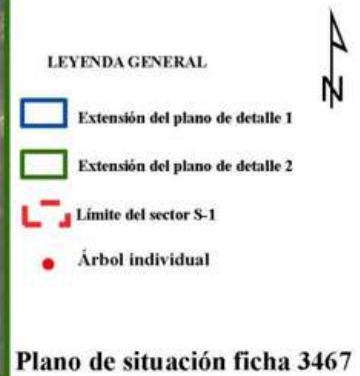 N
LEYENDA GENERAL
Extensión del plano de detalle 1
Extensión del plano de detalle 2
Límite del sector S-1
Árbol individual
Plano de situación ficha 3467